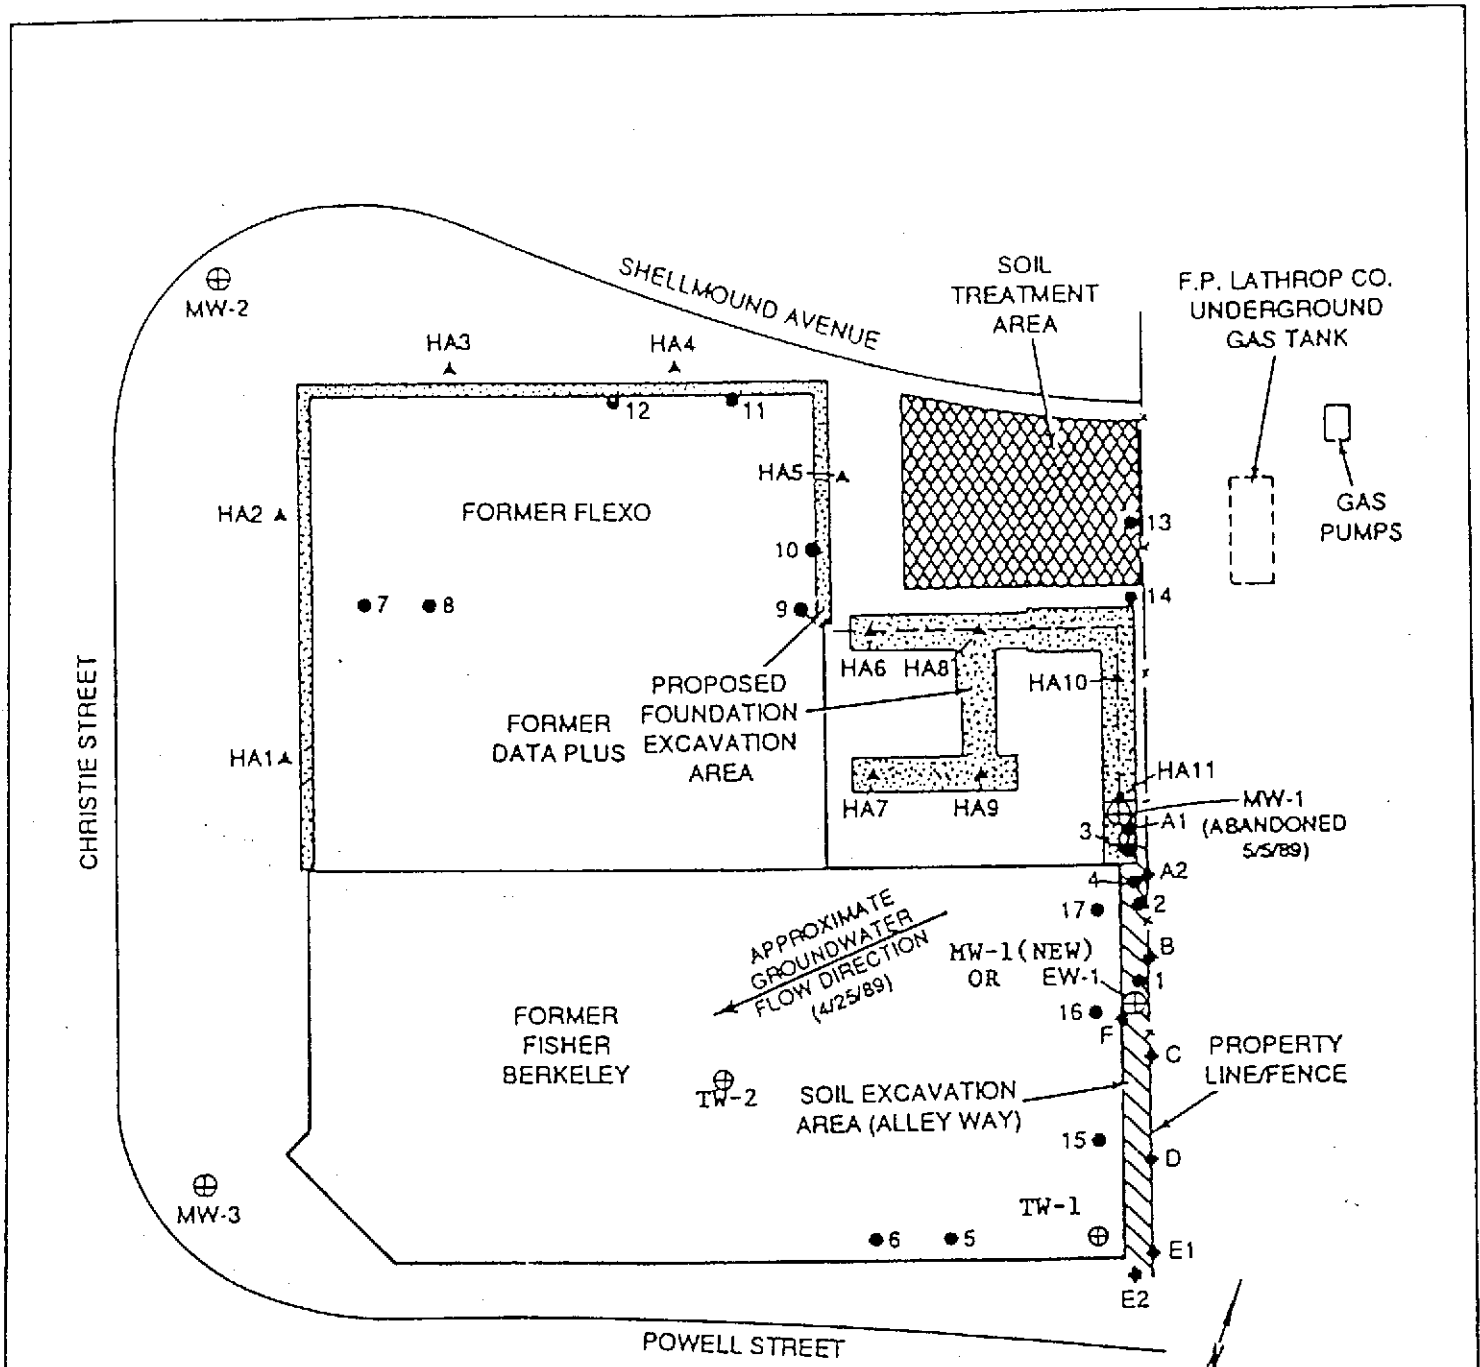 SHELLMOUND AVENUE
SOIL
TREATMENT
AREA
F.P. LATHROP CO.
UNDERGROUND
GAS TANK
MW-2
HA3
HA4
12
11
HA5
HA2
FORMER FLEXO
GAS
PUMPS
13
10
7
8
9
14
HA6
HA8
HA10
PROPOSED
FOUNDATION
EXCAVATION
AREA
FORMER
DATA PLUS
CHRISTIE STREET
HA1
HA7
HA9
HA11
MW-1
(ABANDONED
5/5/89)
3
A1
4
A2
2
17
APPROXIMATE
GROUNDWATER
FLOW DIRECTION
(4/25/89)
MW-1(NEW)
OR EW-1
B
1
16
F
FORMER
FISHER
BERKELEY
C
PROPERTY
LINE/FENCE
TW-2
SOIL EXCAVATION
AREA (ALLEY WAY)
15
D
MW-3
TW-1
6
5
E1
E2
POWELL STREET